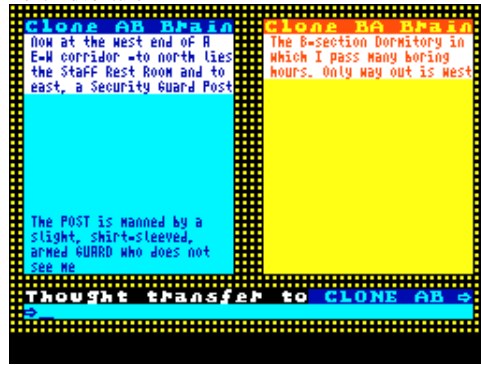 Clone AB Brain
Now at the west end of A
E-W corridor -to north lies
the Staff Rest Room and to
east, a Security Guard Post
The POST is manned by a
slight, shirt-sleeved,
armed GUARD who does not
see me
Clone BA Brain
The B-section Dormitory in
which I pass many boring
hours. Only way out is west
Thought transfer to CLONE AB ⇨
⇨_